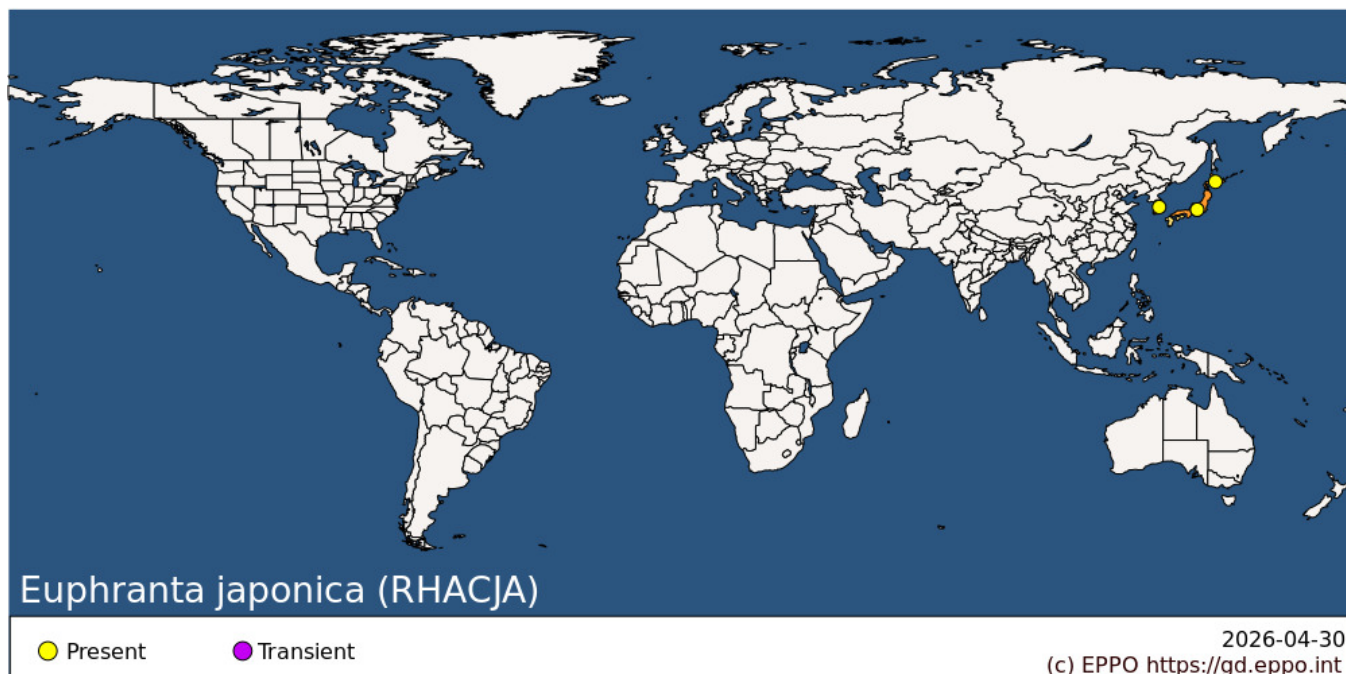 Euphranta japonica (RHACJA)
Present
Transient
2026-04-30
(c) EPPO https://gd.eppo.int